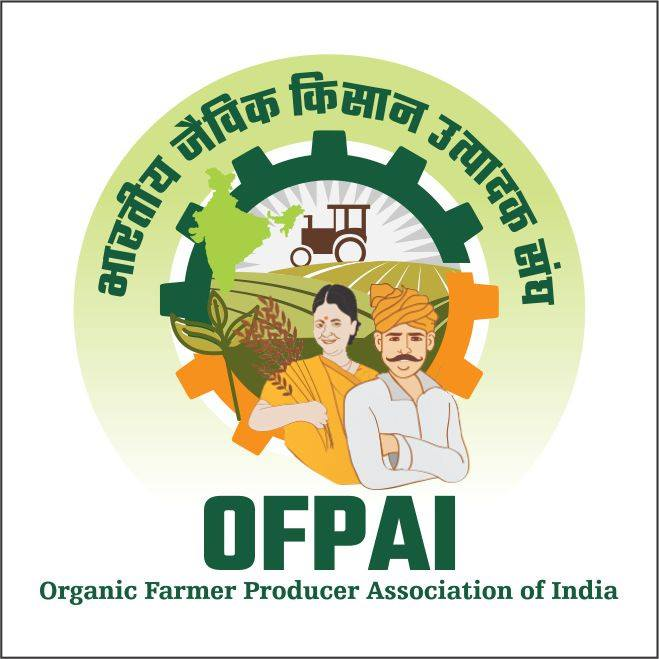 भारतीय जैविक किसान उत्पादक संघ
OFPAI
Organic Farmer Producer Association of India